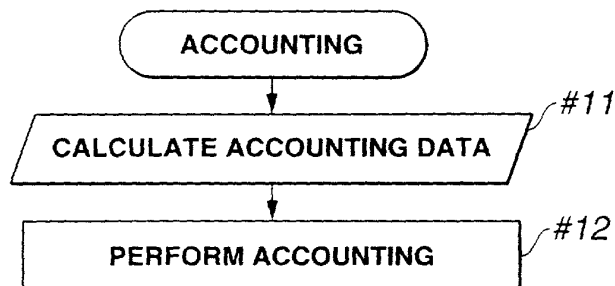 ACCOUNTING
#11
CALCULATE ACCOUNTING DATA
#12
PERFORM ACCOUNTING